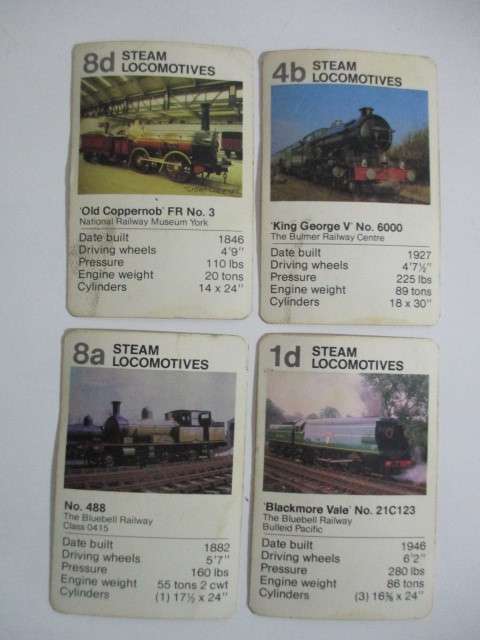 8d STEAM
LOCOMOTIVES
'Old Coppernob' FR No. 3
National Railway Museum York
Date built 1846
Driving wheels 4'9"
Pressure 110 lbs
Engine weight 20 tons
Cylinders 14 x 24"
4b STEAM
LOCOMOTIVES
'King George V' No. 6000
The Bulmer Railway Centre
Date built 1927
Driving wheels 4'7½"
Pressure 225 lbs
Engine weight 89 tons
Cylinders 18 x 30"
8a STEAM
LOCOMOTIVES
No. 488
The Bluebell Railway
Class 0415
Date built 1882
Driving wheels 5'7"
Pressure 160 lbs
Engine weight 55 tons 2 cwt
Cylinders (1) 17½ x 24"
1d STEAM
LOCOMOTIVES
'Blackmore Vale' No. 21C123
The Bluebell Railway
Bulleid Pacific
Date built 1946
Driving wheels 6'2"
Pressure 280 lbs
Engine weight 86 tons
Cylinders (3) 16⅜ x 24"